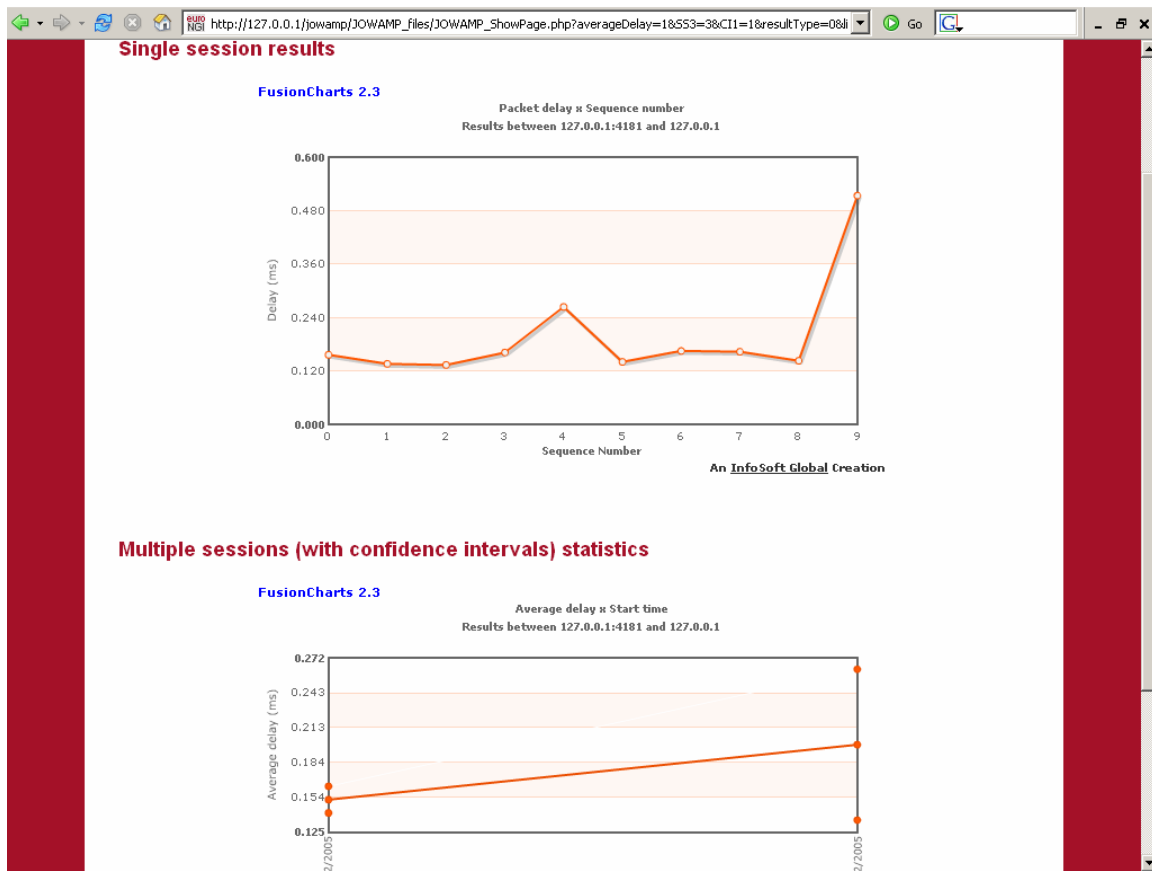 euro
NGI
http://127.0.0.1/jowamp/JOWAMP_files/JOWAMP_ShowPage.php?averageDelay=1&SS3=3&CI1=1&resultType=0&li
Go
G
Single session results
FusionCharts 2.3
Packet delay x Sequence number
Results between 127.0.0.1:4181 and 127.0.0.1
0.600
0.480
0.360
0.240
0.120
0.000
Delay (ms)
0 1 2 3 4 5 6 7 8 9
Sequence Number
An InfoSoft Global Creation
Multiple sessions (with confidence intervals) statistics
FusionCharts 2.3
Average delay x Start time
Results between 127.0.0.1:4181 and 127.0.0.1
0.272
0.243
0.213
0.184
0.154
0.125
Average delay (ms)
2/2005 2/2005